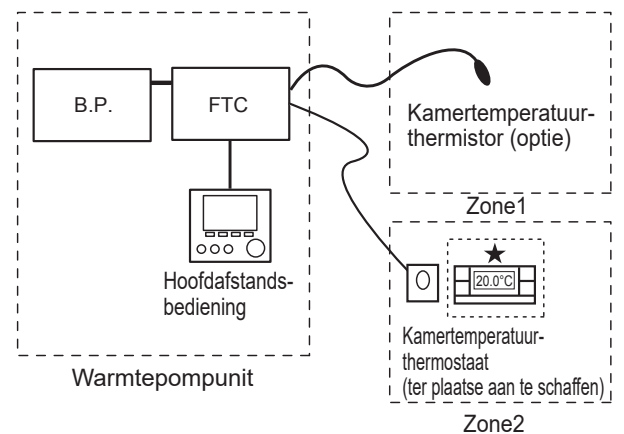 B.P.
FTC
Hoofdafstands-
bediening
Warmtepompunit
Kamertemperatuur-
thermistor (optie)
Zone1
20.0°C
Kamertemperatuur-
thermostaat
(ter plaatse aan te schaffen)
Zone2